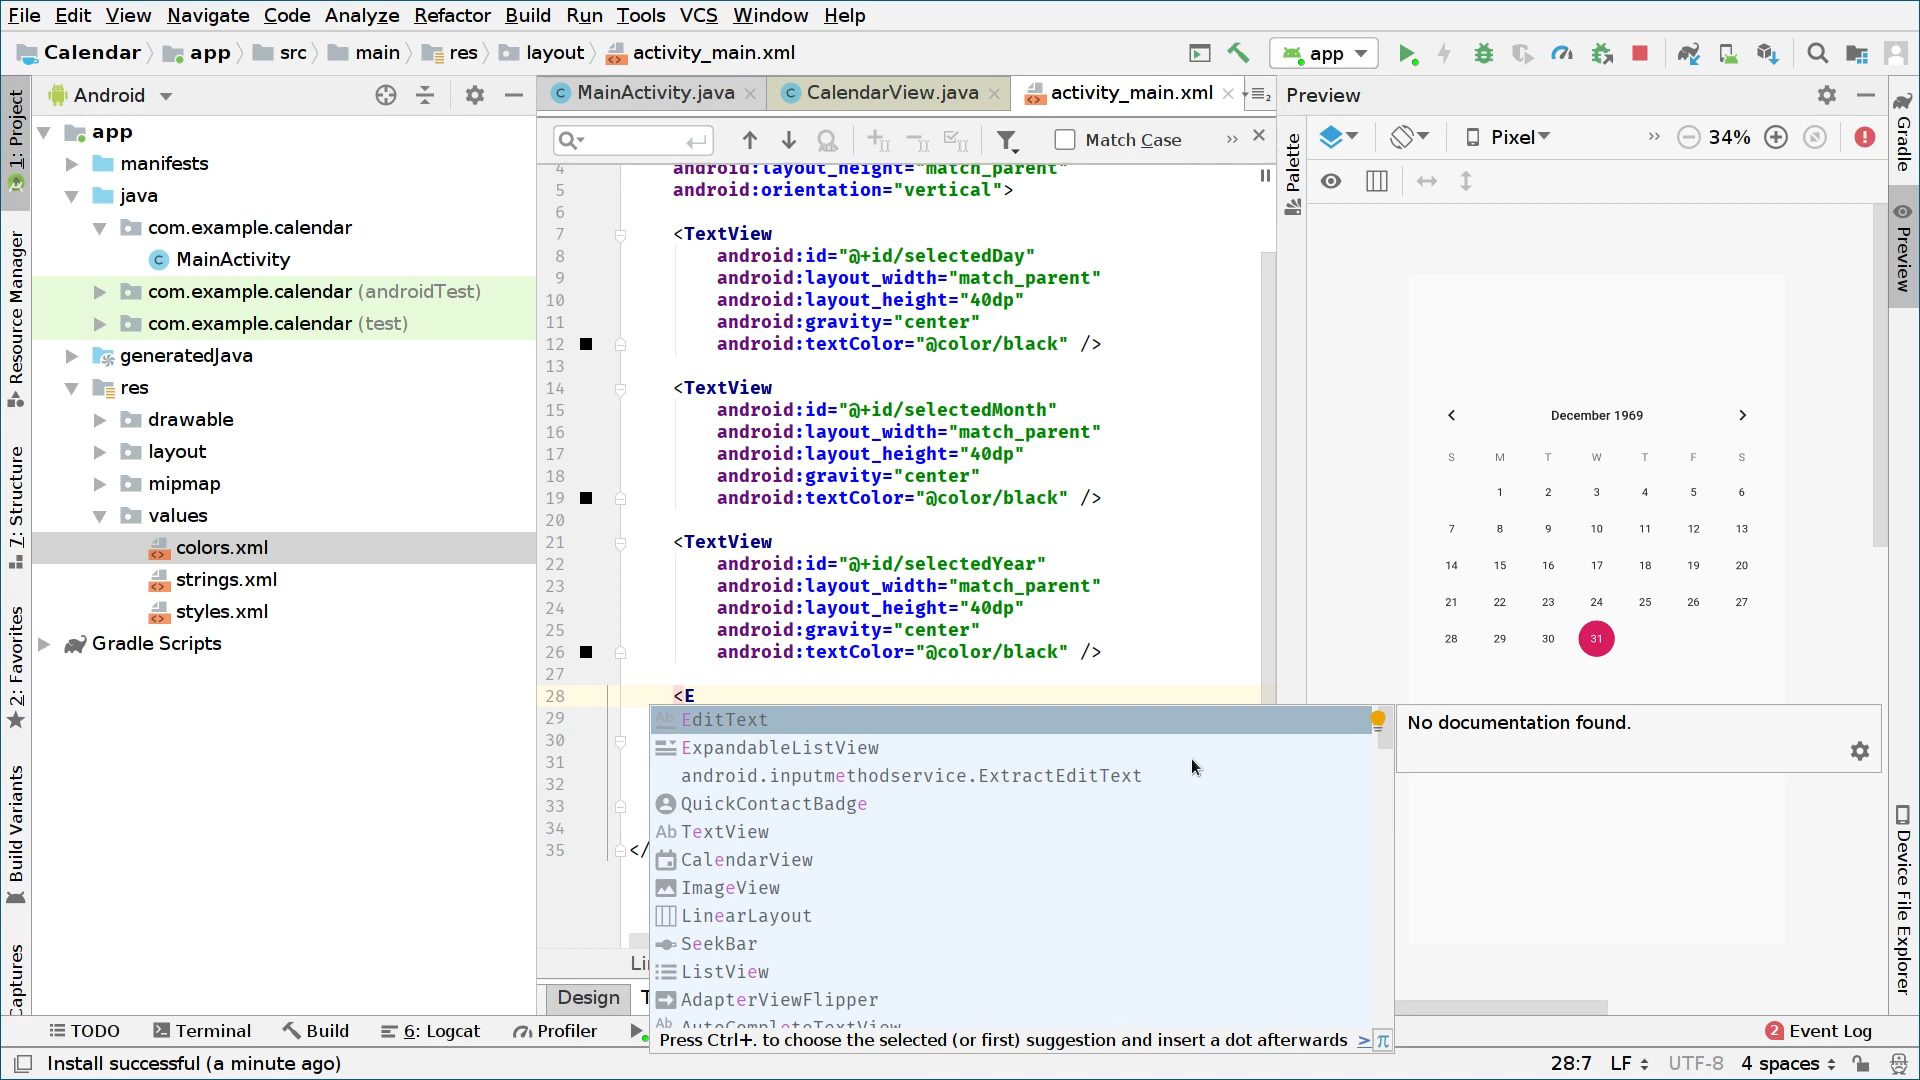 File Edit View Navigate Code Analyze Refactor Build Run Tools VCS Window Help
Calendar app src main res layout activity_main.xml
app
Android
MainActivity.java CalendarView.java activity_main.xml
Preview
Match Case
Pixel 34%
1: Project
Resource Manager
7: Structure
2: Favorites
Build Variants
Captures
app
manifests
java
com.example.calendar
MainActivity
com.example.calendar (androidTest)
com.example.calendar (test)
generatedJava
res
drawable
layout
mipmap
values
colors.xml
strings.xml
styles.xml
Gradle Scripts
4 android:layout_height="match_parent"
5 android:orientation="vertical">
6
7 <TextView
8 android:id="@+id/selectedDay"
9 android:layout_width="match_parent"
10 android:layout_height="40dp"
11 android:gravity="center"
12 android:textColor="@color/black" />
13
14 <TextView
15 android:id="@+id/selectedMonth"
16 android:layout_width="match_parent"
17 android:layout_height="40dp"
18 android:gravity="center"
19 android:textColor="@color/black" />
20
21 <TextView
22 android:id="@+id/selectedYear"
23 android:layout_width="match_parent"
24 android:layout_height="40dp"
25 android:gravity="center"
26 android:textColor="@color/black" />
27
28 <E
29
30
31
32
33
34
35 </
Ab EditText
ExpandableListView
android.inputmethodservice.ExtractEditText
QuickContactBadge
Ab TextView
CalendarView
ImageView
LinearLayout
SeekBar
ListView
AdapterViewFlipper
Ab AutoCompleteTextView
Press Ctrl+. to choose the selected (or first) suggestion and insert a dot afterwards > π
No documentation found.
Palette
December 1969
S M T W T F S
1 2 3 4 5 6
7 8 9 10 11 12 13
14 15 16 17 18 19 20
21 22 23 24 25 26 27
28 29 30 31
Gradle
Preview
Device File Explorer
Design
TODO Terminal Build 6: Logcat Profiler
2 Event Log
Install successful (a minute ago)
28:7 LF UTF-8 4 spaces